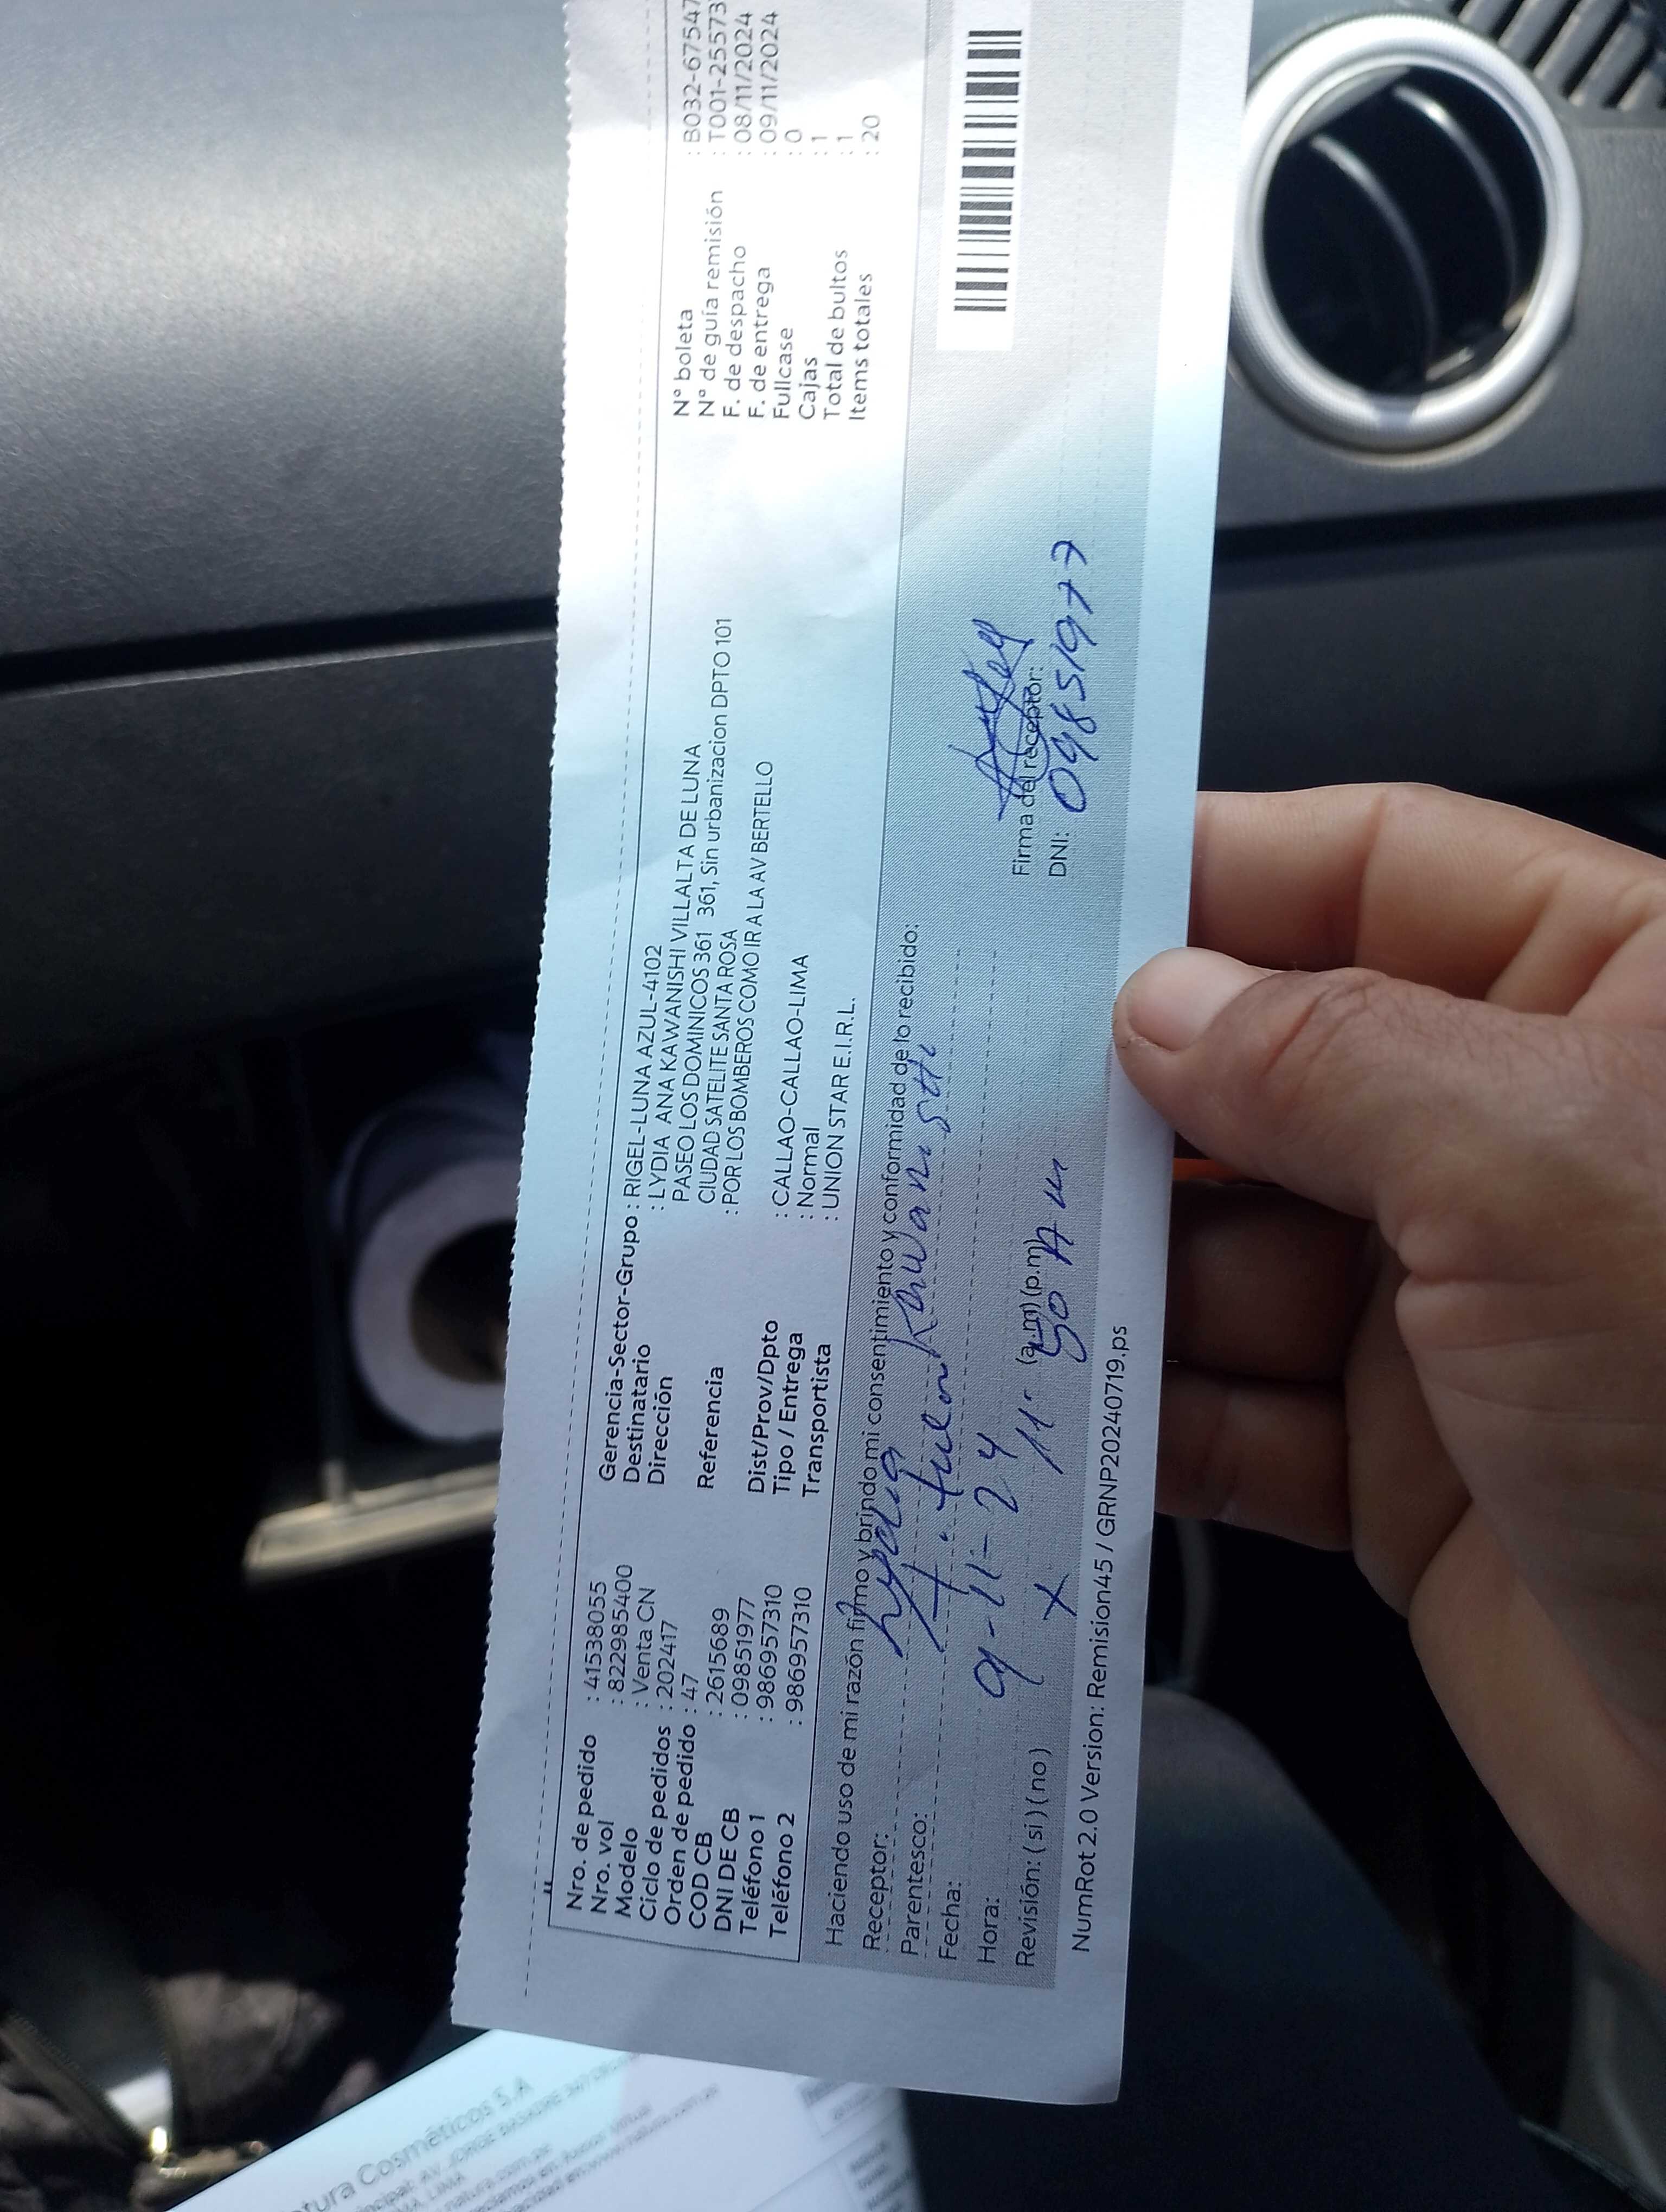 Nro. de pedido : 41538055
Nro. vol : 822985400
Modelo : Venta CN
Ciclo de pedidos : 202417
Orden de pedido : 47
COD CB : 2615689
DNI DE CB : 09851977
Teléfono 1 : 986957310
Teléfono 2 : 986957310
Gerencia-Sector-Grupo : RIGEL-LUNA AZUL-4102
Destinatario : LYDIA ANA KAWANISHI VILLALTA DE LUNA
Dirección PASEO LOS DOMINICOS 361 361, Sin urbanizacion DPTO 101
CIUDAD SATELITE SANTA ROSA
Referencia : POR LOS BOMBEROS COMO IR A LA AV BERTELLO
Dist/Prov/Dpto : CALLAO-CALLAO-LIMA
Tipo / Entrega : Normal
Transportista : UNION STAR E.I.R.L.
N° boleta : B032-67547
N° de guía remisión : T001-25573
F. de despacho : 08/11/2024
F. de entrega : 09/11/2024
Fullcase : 0
Cajas : 1
Total de bultos : 1
Items totales : 20
Haciendo uso de mi razón firmo y brindo mi consentimiento y conformidad de lo recibido:
Receptor: Lydia Kawanishi
Parentesco:
Fecha: 9-11-24
Hora: 11: 50 AM (a.m) (p.m)
Revisión: ( si ) ( no ) X
Firma del receptor:
DNI: 09851977
NumRot 2.0 Version: Remision45 / GRNP20240719.ps
Cosméticos S.A